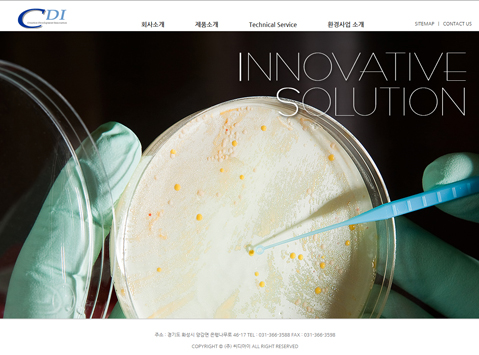 CDI
회사소개 제품소개 Technical Service 환경사업 소개
SITEMAP | CONTACT US
INNOVATIVE
SOLUTION
주소 : 경기도 화성시 양감면 은행나무로 46-17 TEL : 031-366-3588 FAX : 031-366-3598
COPYRIGHT © (주) 씨디아이 ALL RIGHT RESERVED